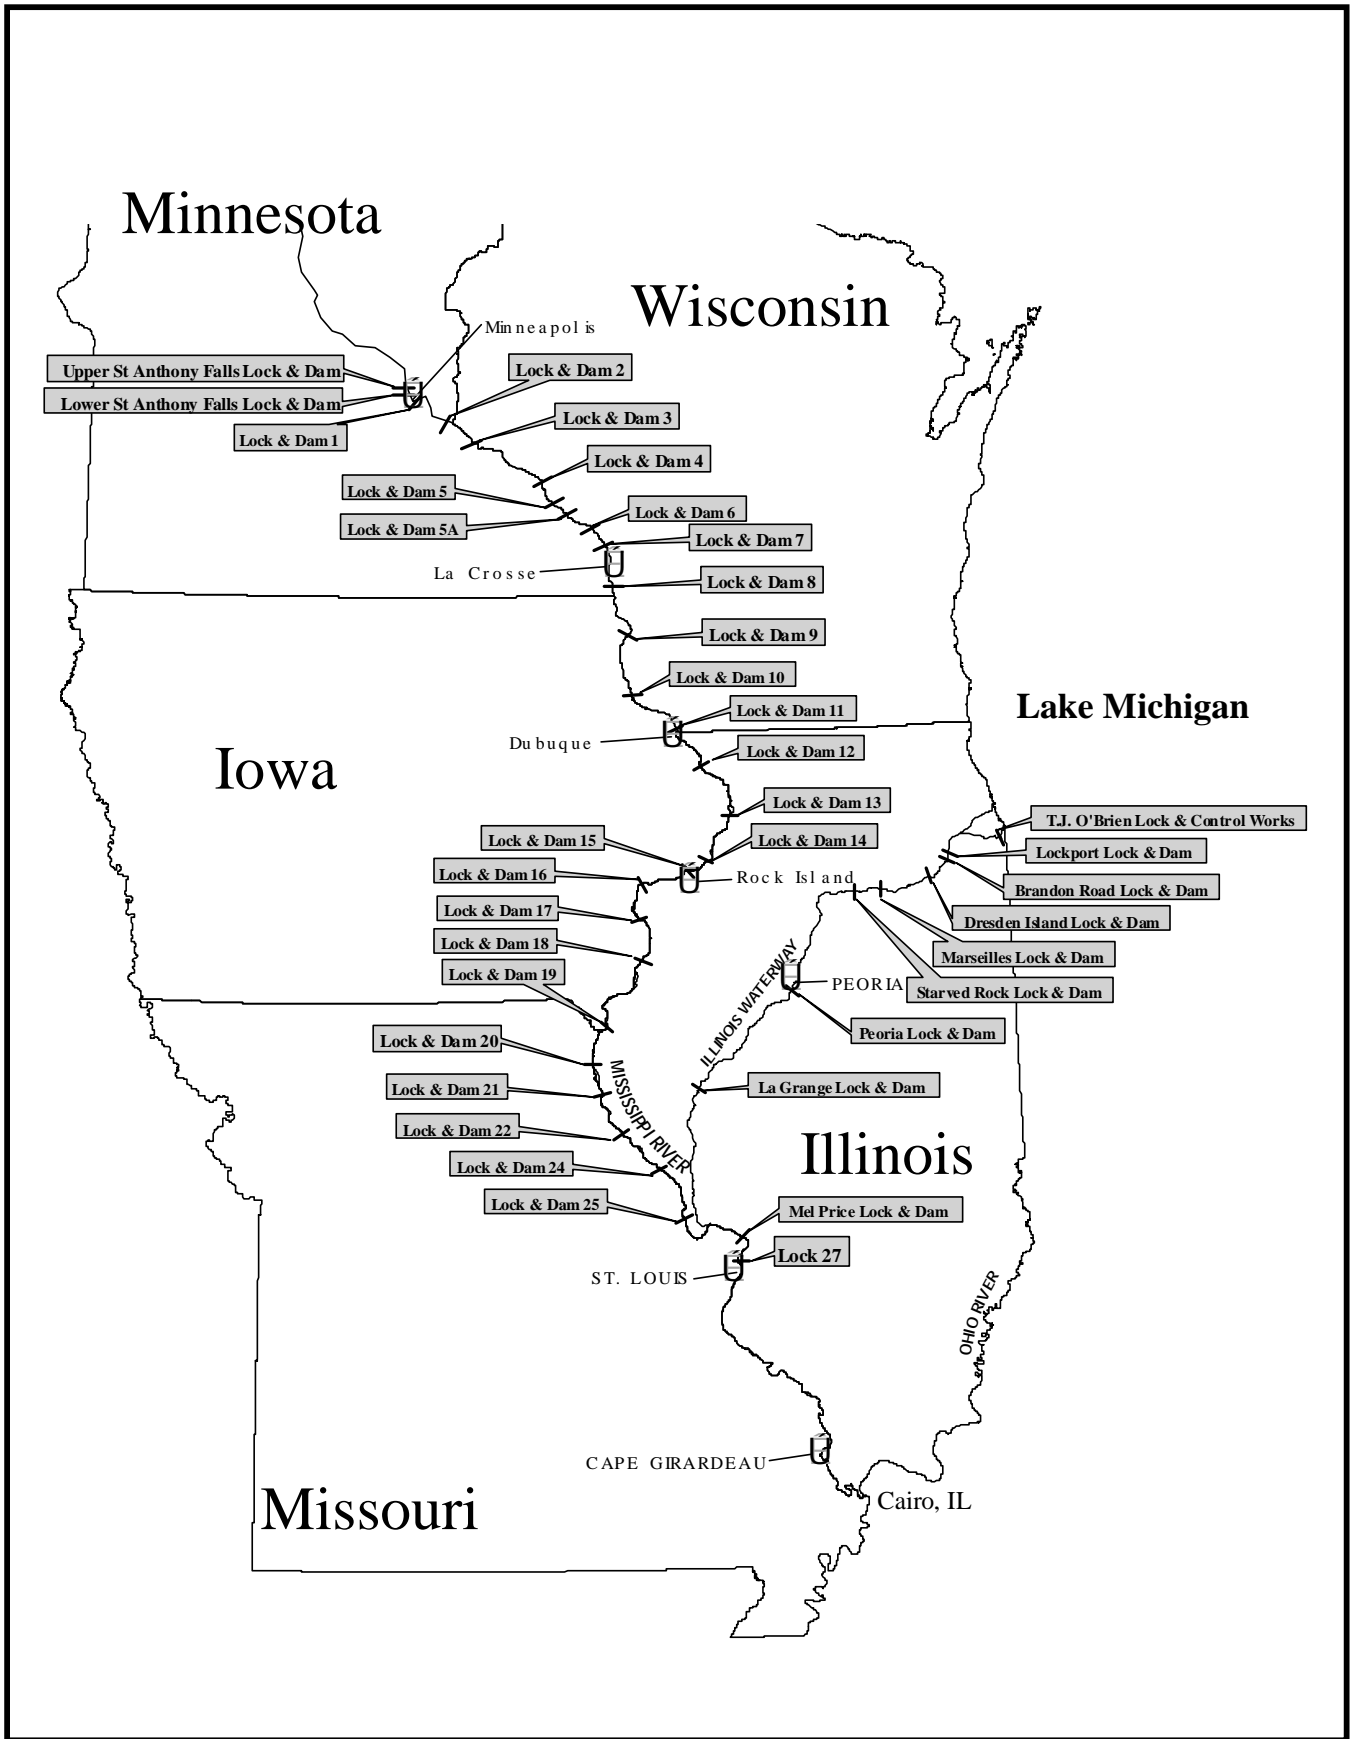 Minnesota
Wisconsin
Minneapolis
Upper St Anthony Falls Lock & Dam
Lock & Dam 2
Lower St Anthony Falls Lock & Dam
Lock & Dam 3
Lock & Dam 1
Lock & Dam 4
Lock & Dam 5
Lock & Dam 6
Lock & Dam 5A
Lock & Dam 7
La Crosse
Lock & Dam 8
Lock & Dam 9
Lock & Dam 10
Lock & Dam 11
Lake Michigan
Dubuque
Lock & Dam 12
Iowa
Lock & Dam 13
T.J. O'Brien Lock & Control Works
Lock & Dam 15
Lock & Dam 14
Lockport Lock & Dam
Lock & Dam 16
Rock Island
Brandon Road Lock & Dam
Lock & Dam 17
Dresden Island Lock & Dam
Lock & Dam 18
Marseilles Lock & Dam
Lock & Dam 19
ILLINOIS WATERWAY
PEORIA
Starved Rock Lock & Dam
Lock & Dam 20
Peoria Lock & Dam
Lock & Dam 21
La Grange Lock & Dam
MISSISSIPPI RIVER
Lock & Dam 22
Illinois
Lock & Dam 24
Lock & Dam 25
Mel Price Lock & Dam
Lock 27
ST. LOUIS
OHIO RIVER
CAPE GIRARDEAU
Missouri
Cairo, IL